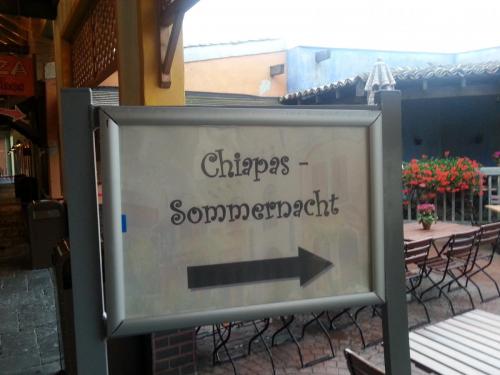 Chiapas -
Sommernacht